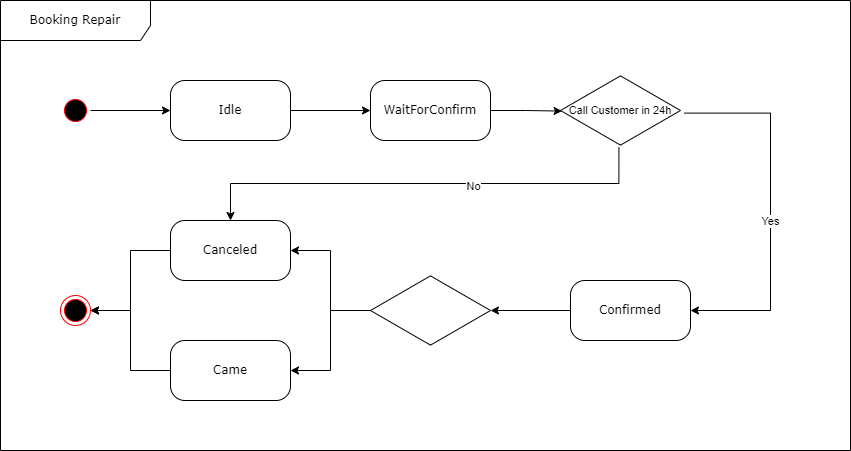 Booking Repair
Idle
WaitForConfirm
Call Customer in 24h
No
Yes
Canceled
Confirmed
Came